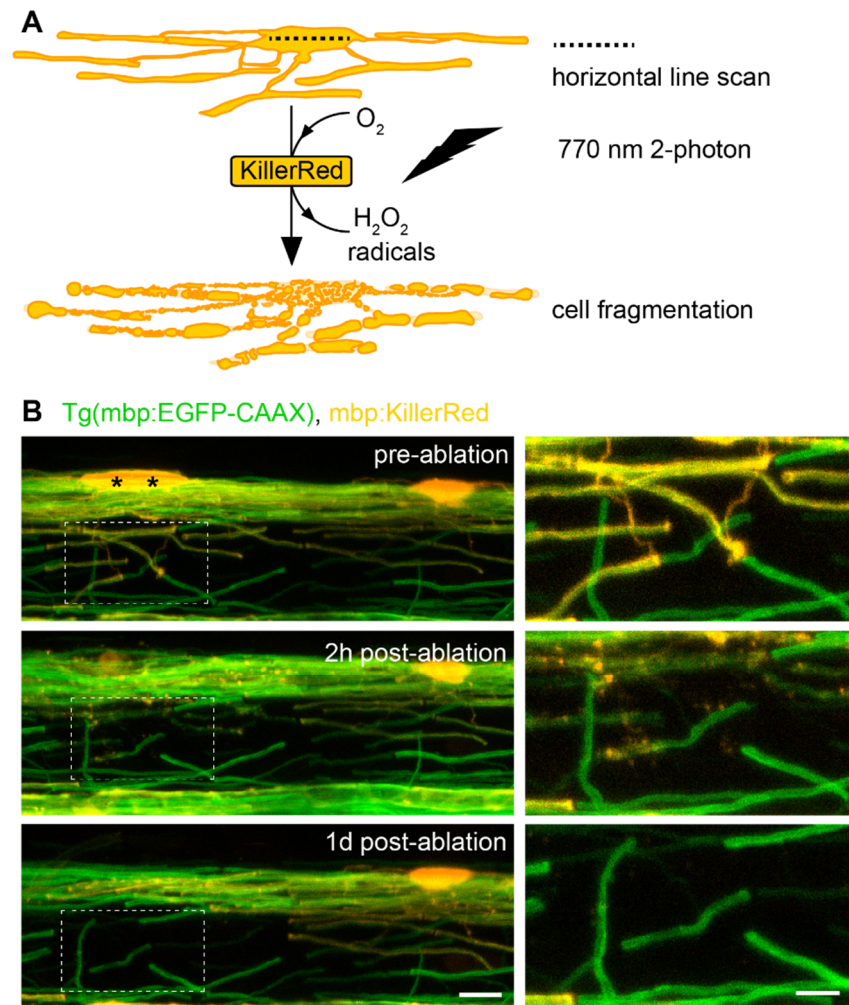 A
horizontal line scan
O₂
770 nm 2-photon
KillerRed
H₂O₂
radicals
cell fragmentation
B Tg(mbp:EGFP-CAAX), mbp:KillerRed
pre-ablation
* *
2h post-ablation
1d post-ablation